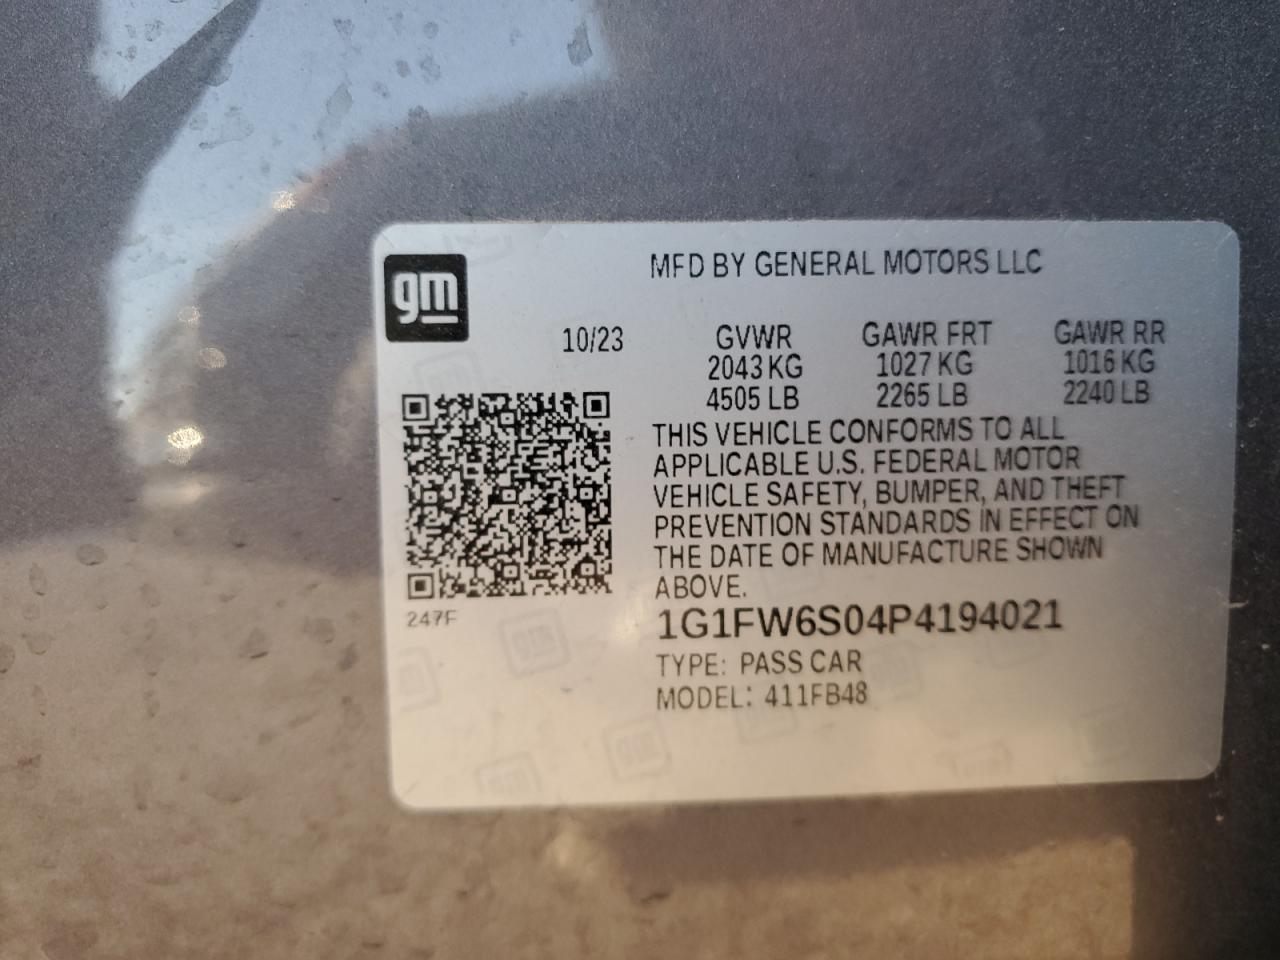 gm
MFD BY GENERAL MOTORS LLC
10/23 GVWR GAWR FRT GAWR RR
2043 KG 1027 KG 1016 KG
4505 LB 2265 LB 2240 LB
THIS VEHICLE CONFORMS TO ALL
APPLICABLE U.S. FEDERAL MOTOR
VEHICLE SAFETY, BUMPER, AND THEFT
PREVENTION STANDARDS IN EFFECT ON
THE DATE OF MANUFACTURE SHOWN
ABOVE.
247F
1G1FW6S04P4194021
TYPE: PASS CAR
MODEL: 411FB48